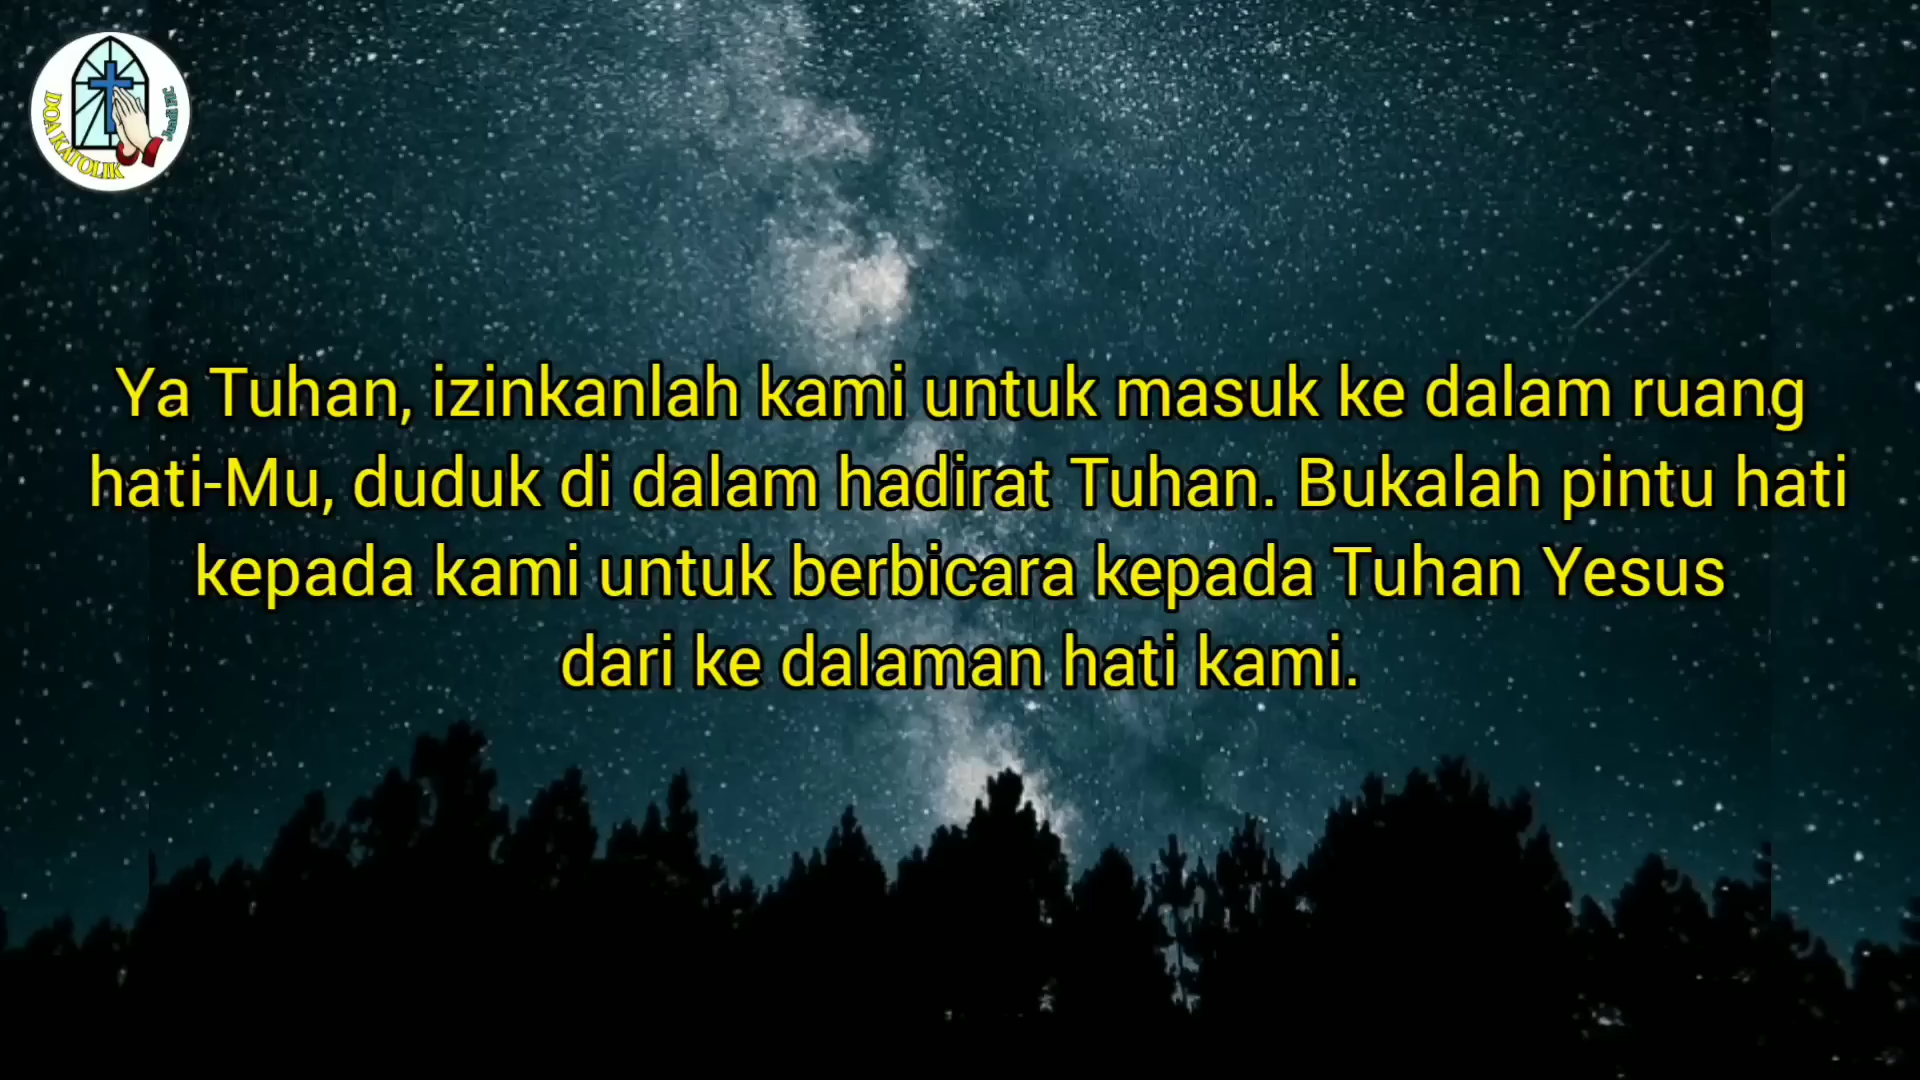 DOA KATOLIK
Ya Tuhan, izinkanlah kami untuk masuk ke dalam ruang
hati-Mu, duduk di dalam hadirat Tuhan. Bukalah pintu hati
kepada kami untuk berbicara kepada Tuhan Yesus
dari ke dalaman hati kami.